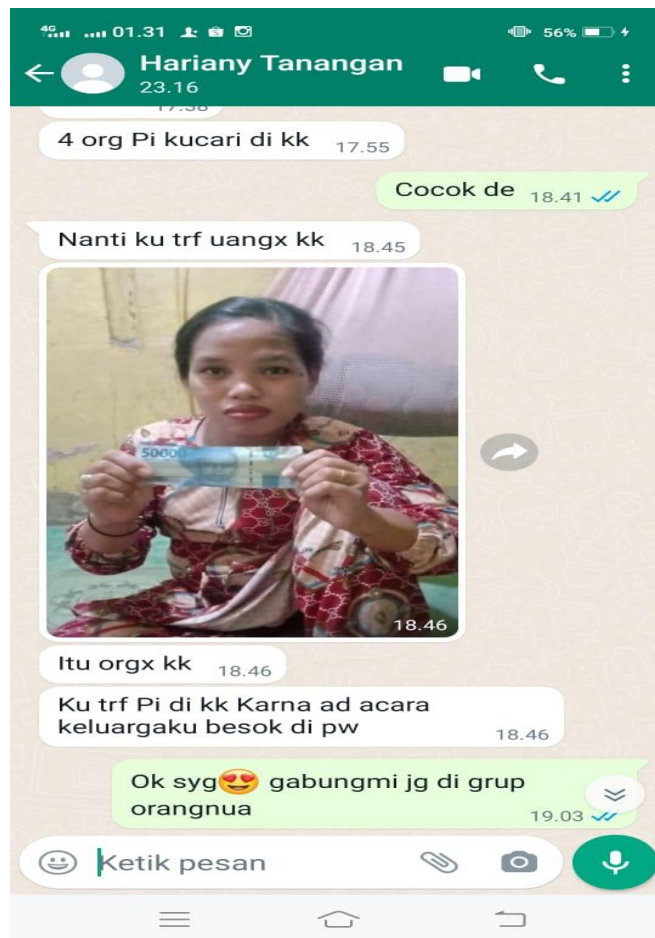 4G 01.31 56%
Hariany Tanangan
23.16
4 org Pi kucari di kk 17.55
Cocok de 18.41
Nanti ku trf uangx kk 18.45
50000
18.46
Itu orgx kk 18.46
Ku trf Pi di kk Karna ad acara
keluargaku besok di pw 18.46
Ok syg😍 gabungmi jg di grup
orangnua 19.03
Ketik pesan